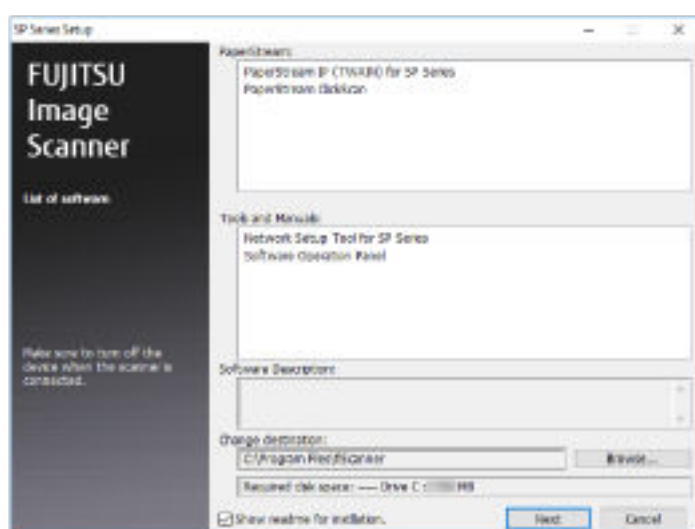 SP Series Setup
FUJITSU
Image
Scanner
List of software
Make sure to turn off the
device when the scanner is
connected.
PaperStream:
PaperStream IP (TWAIN) for SP Series
PaperStream ClickScan
Tools and Manuals:
Network Setup Tool for SP Series
Software Operation Panel
Software Description:
Change destination:
C:\Program Files\fiScanner
Browse...
Required disk space: ---- Drive C : MB
Show readme for instllation.
Next
Cancel